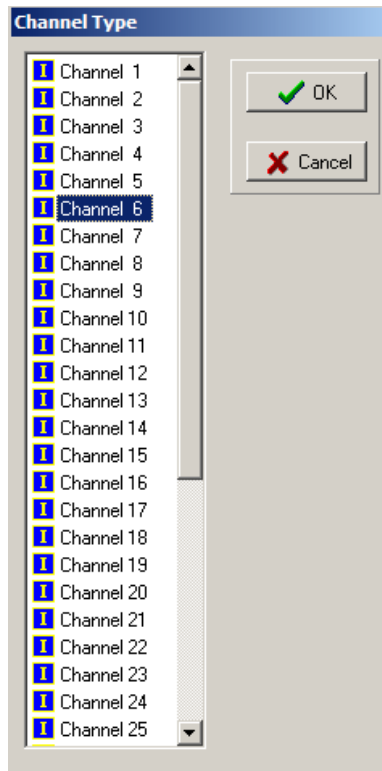 Channel Type
I Channel 1
I Channel 2
I Channel 3
I Channel 4
I Channel 5
I Channel 6
I Channel 7
I Channel 8
I Channel 9
I Channel 10
I Channel 11
I Channel 12
I Channel 13
I Channel 14
I Channel 15
I Channel 16
I Channel 17
I Channel 18
I Channel 19
I Channel 20
I Channel 21
I Channel 22
I Channel 23
I Channel 24
I Channel 25
OK
Cancel